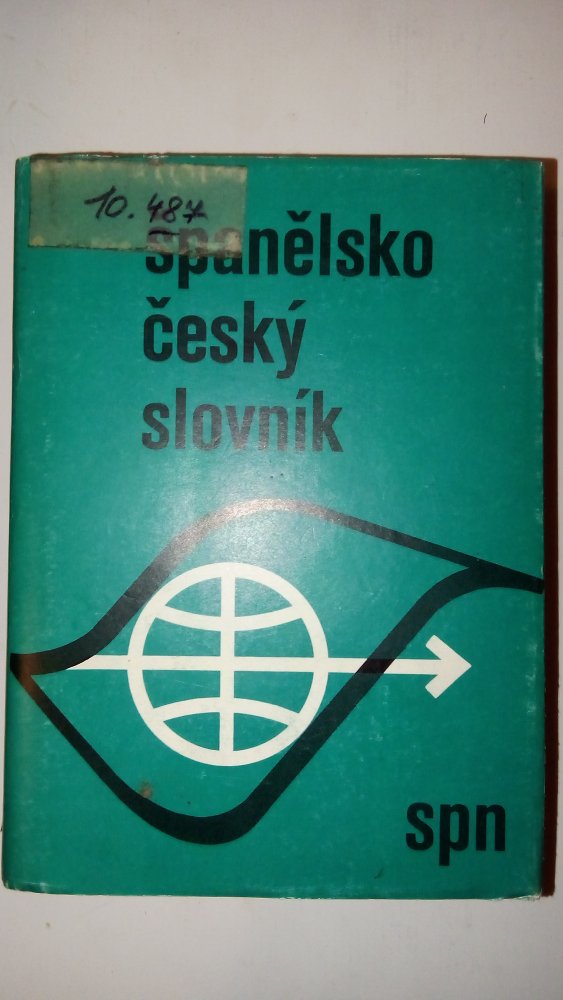 10.487
španělsko
český
slovník
spn